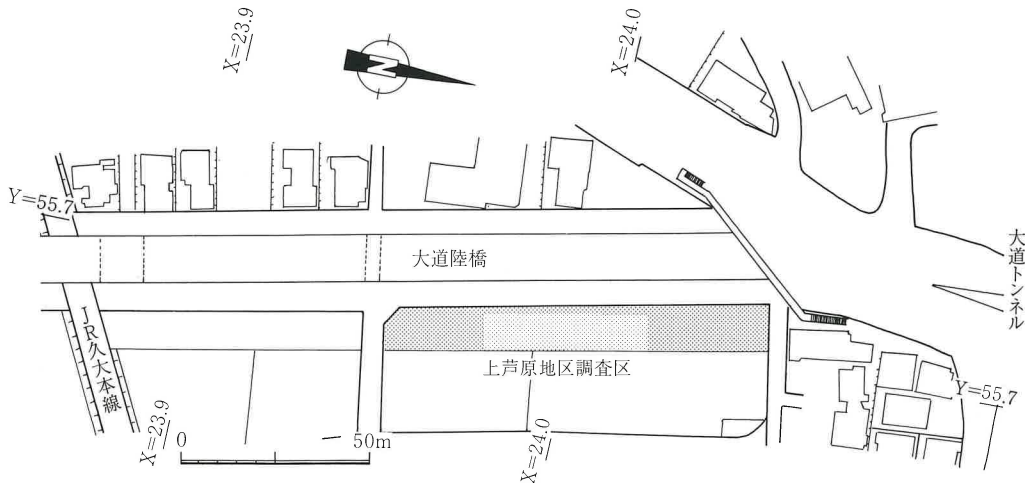 X=23.9
X=24.0
N
Y=55.7
大道陸橋
大道トンネル
JR久大本線
上芦原地区調査区
Y=55.7
X=23.9
0
50m
X=24.0